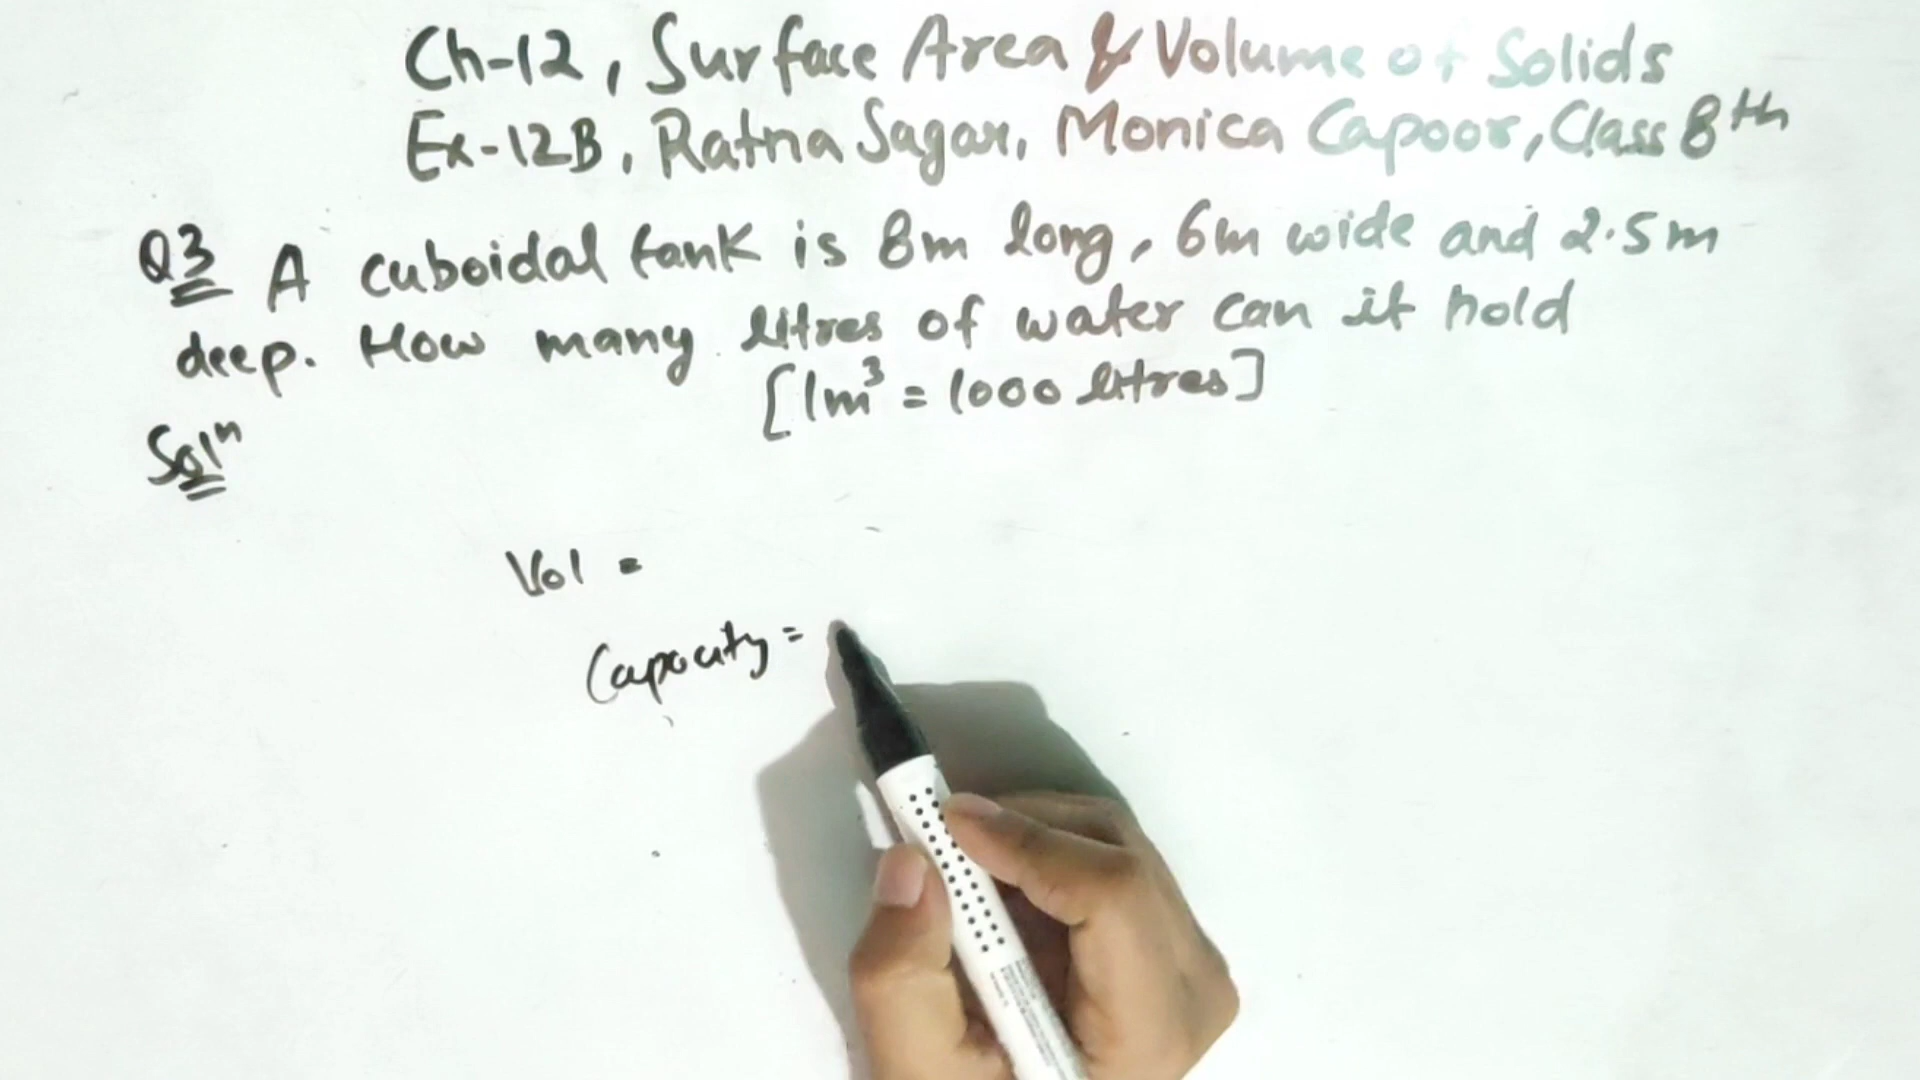 Ch-12, Surface Area & Volume of Solids
Ex-12B, Ratna Sagar, Monica Capoor, Class 8th
Q3 A cuboidal tank is 8m long, 6m wide and 2.5m
deep. How many litres of water can it hold
[1m³ = 1000 litres]
Solⁿ
Vol =
Capacity =